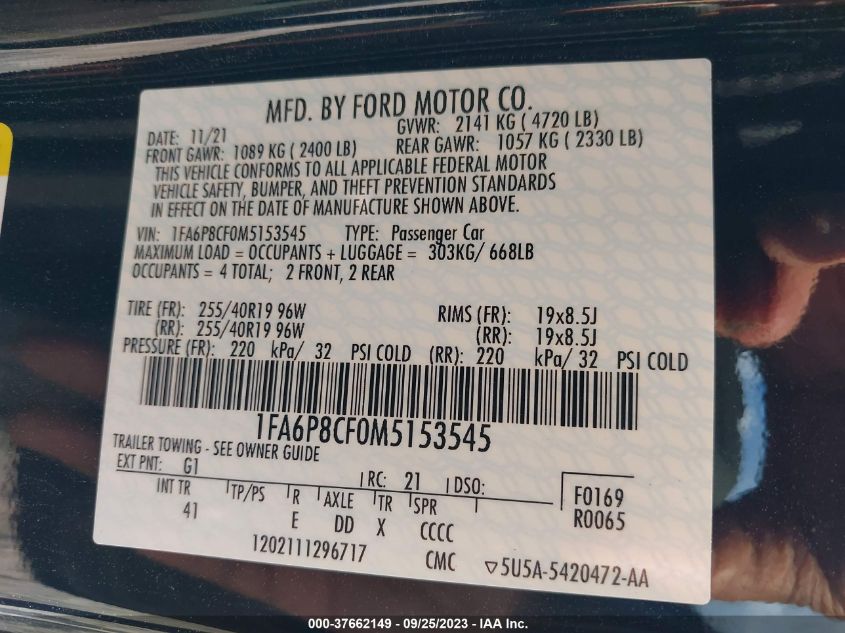 MFD. BY FORD MOTOR CO.
DATE: 11/21 GVWR: 2141 KG ( 4720 LB)
FRONT GAWR: 1089 KG ( 2400 LB) REAR GAWR: 1057 KG ( 2330 LB)
THIS VEHICLE CONFORMS TO ALL APPLICABLE FEDERAL MOTOR
VEHICLE SAFETY, BUMPER, AND THEFT PREVENTION STANDARDS
IN EFFECT ON THE DATE OF MANUFACTURE SHOWN ABOVE.
VIN: 1FA6P8CF0M5153545 TYPE: Passenger Car
MAXIMUM LOAD = OCCUPANTS + LUGGAGE = 303KG/ 668LB
OCCUPANTS = 4 TOTAL; 2 FRONT, 2 REAR
TIRE (FR): 255/40R19 96W RIMS (FR): 19x8.5J
(RR): 255/40R19 96W (RR): 19x8.5J
PRESSURE (FR): 220 kPa/ 32 PSI COLD (RR): 220 kPa/ 32 PSI COLD
1FA6P8CF0M5153545
TRAILER TOWING - SEE OWNER GUIDE
EXT PNT: G1 RC: 21 DSO: F0169
INT TR TP/PS R AXLE TR SPR R0065
41 E DD X CCCC
1202111296717 CMC ▽5U5A-5420472-AA
000-37662149 - 09/25/2023 - IAA Inc.